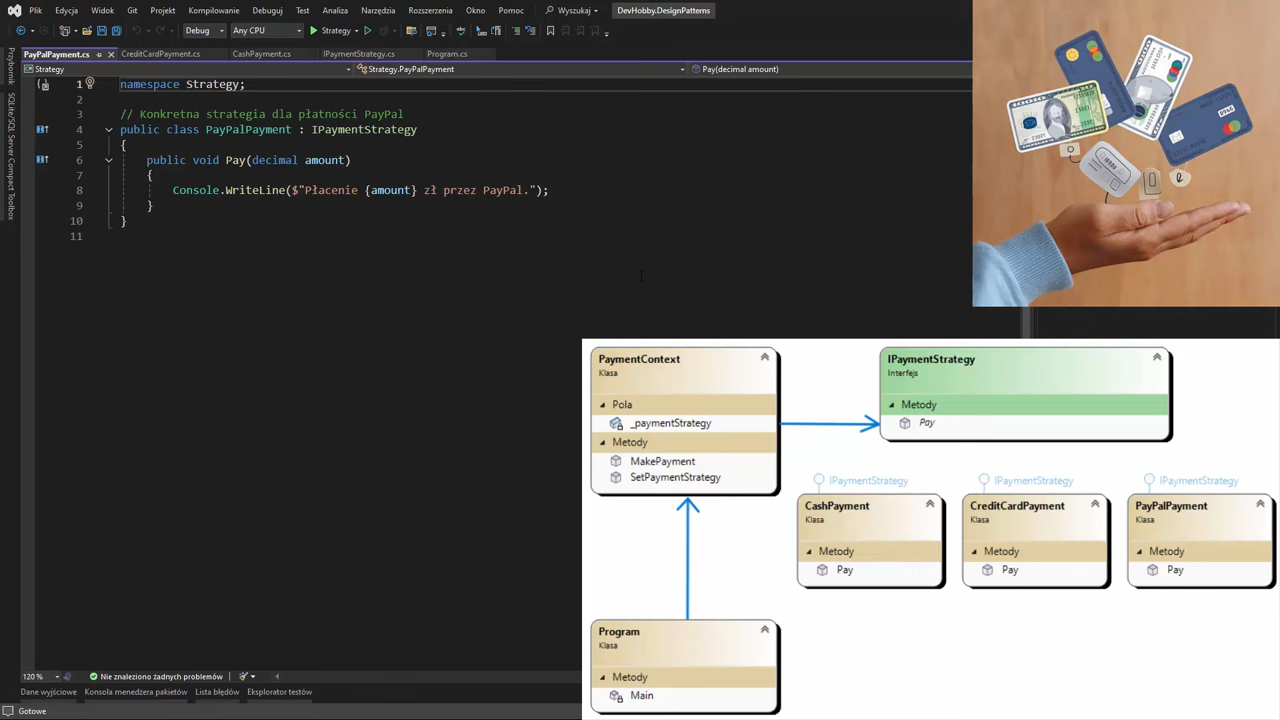 Plik Edycja Widok Git Projekt Kompilowanie Debuguj Test Analiza Narzędzia Rozszerzenia Okno Pomoc Wyszukaj DevHobby.DesignPatterns
Debug Any CPU Strategy
PayPalPayment.cs CreditCardPayment.cs CashPayment.cs IPaymentStrategy.cs Program.cs
Strategy Strategy.PayPalPayment Pay(decimal amount)
SQLite/SQL Server Compact Toolbox
1 namespace Strategy;
2
3 // Konkretna strategia dla płatności PayPal
4 public class PayPalPayment : IPaymentStrategy
5 {
6 public void Pay(decimal amount)
7 {
8 Console.WriteLine($"Płacenie {amount} zł przez PayPal.");
9 }
10 }
11
PaymentContext
Klasa
Pola
_paymentStrategy
Metody
MakePayment
SetPaymentStrategy
IPaymentStrategy
Interfejs
Metody
Pay
IPaymentStrategy
CashPayment
Klasa
Metody
Pay
IPaymentStrategy
CreditCardPayment
Klasa
Metody
Pay
IPaymentStrategy
PayPalPayment
Klasa
Metody
Pay
Program
Klasa
Metody
Main
120 % Nie znaleziono żadnych problemów
Dane wyjściowe Konsola menedżera pakietów Lista błędów Eksplorator testów
Gotowe